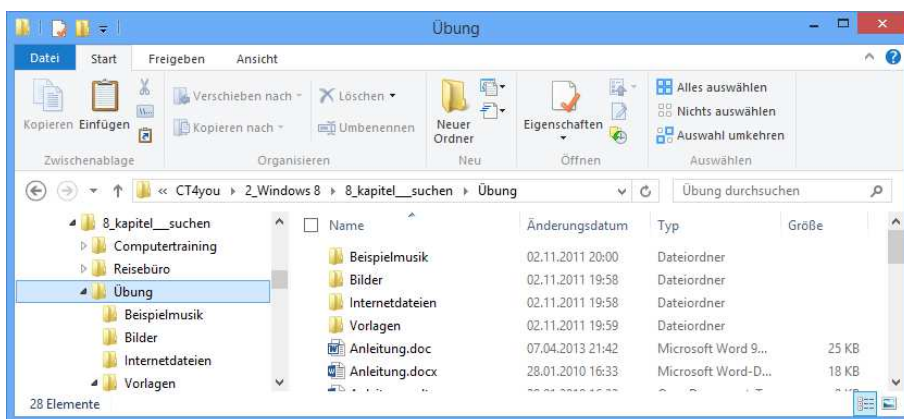 Übung
Datei Start Freigeben Ansicht
Kopieren Einfügen
Verschieben nach
Kopieren nach
Löschen
Umbenennen
Neuer
Ordner
Eigenschaften
Alles auswählen
Nichts auswählen
Auswahl umkehren
Zwischenablage Organisieren Neu Öffnen Auswählen
« CT4you 2_Windows 8 8_kapitel__suchen Übung
Übung durchsuchen
8_kapitel__suchen
Computertraining
Reisebüro
Übung
Beispielmusik
Bilder
Internetdateien
Vorlagen
Name Änderungsdatum Typ Größe
Beispielmusik 02.11.2011 20:00 Dateiordner
Bilder 02.11.2011 19:58 Dateiordner
Internetdateien 02.11.2011 19:58 Dateiordner
Vorlagen 02.11.2011 19:59 Dateiordner
Anleitung.doc 07.04.2013 21:42 Microsoft Word 9... 25 KB
Anleitung.docx 28.01.2010 16:33 Microsoft Word-D... 18 KB
28 Elemente